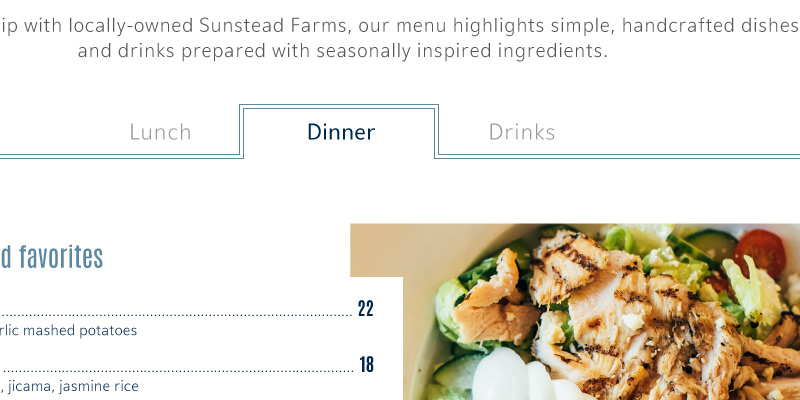 ip with locally-owned Sunstead Farms, our menu highlights simple, handcrafted dishes
and drinks prepared with seasonally inspired ingredients.
Lunch
Dinner
Drinks
d favorites
22
rlic mashed potatoes
18
, jicama, jasmine rice